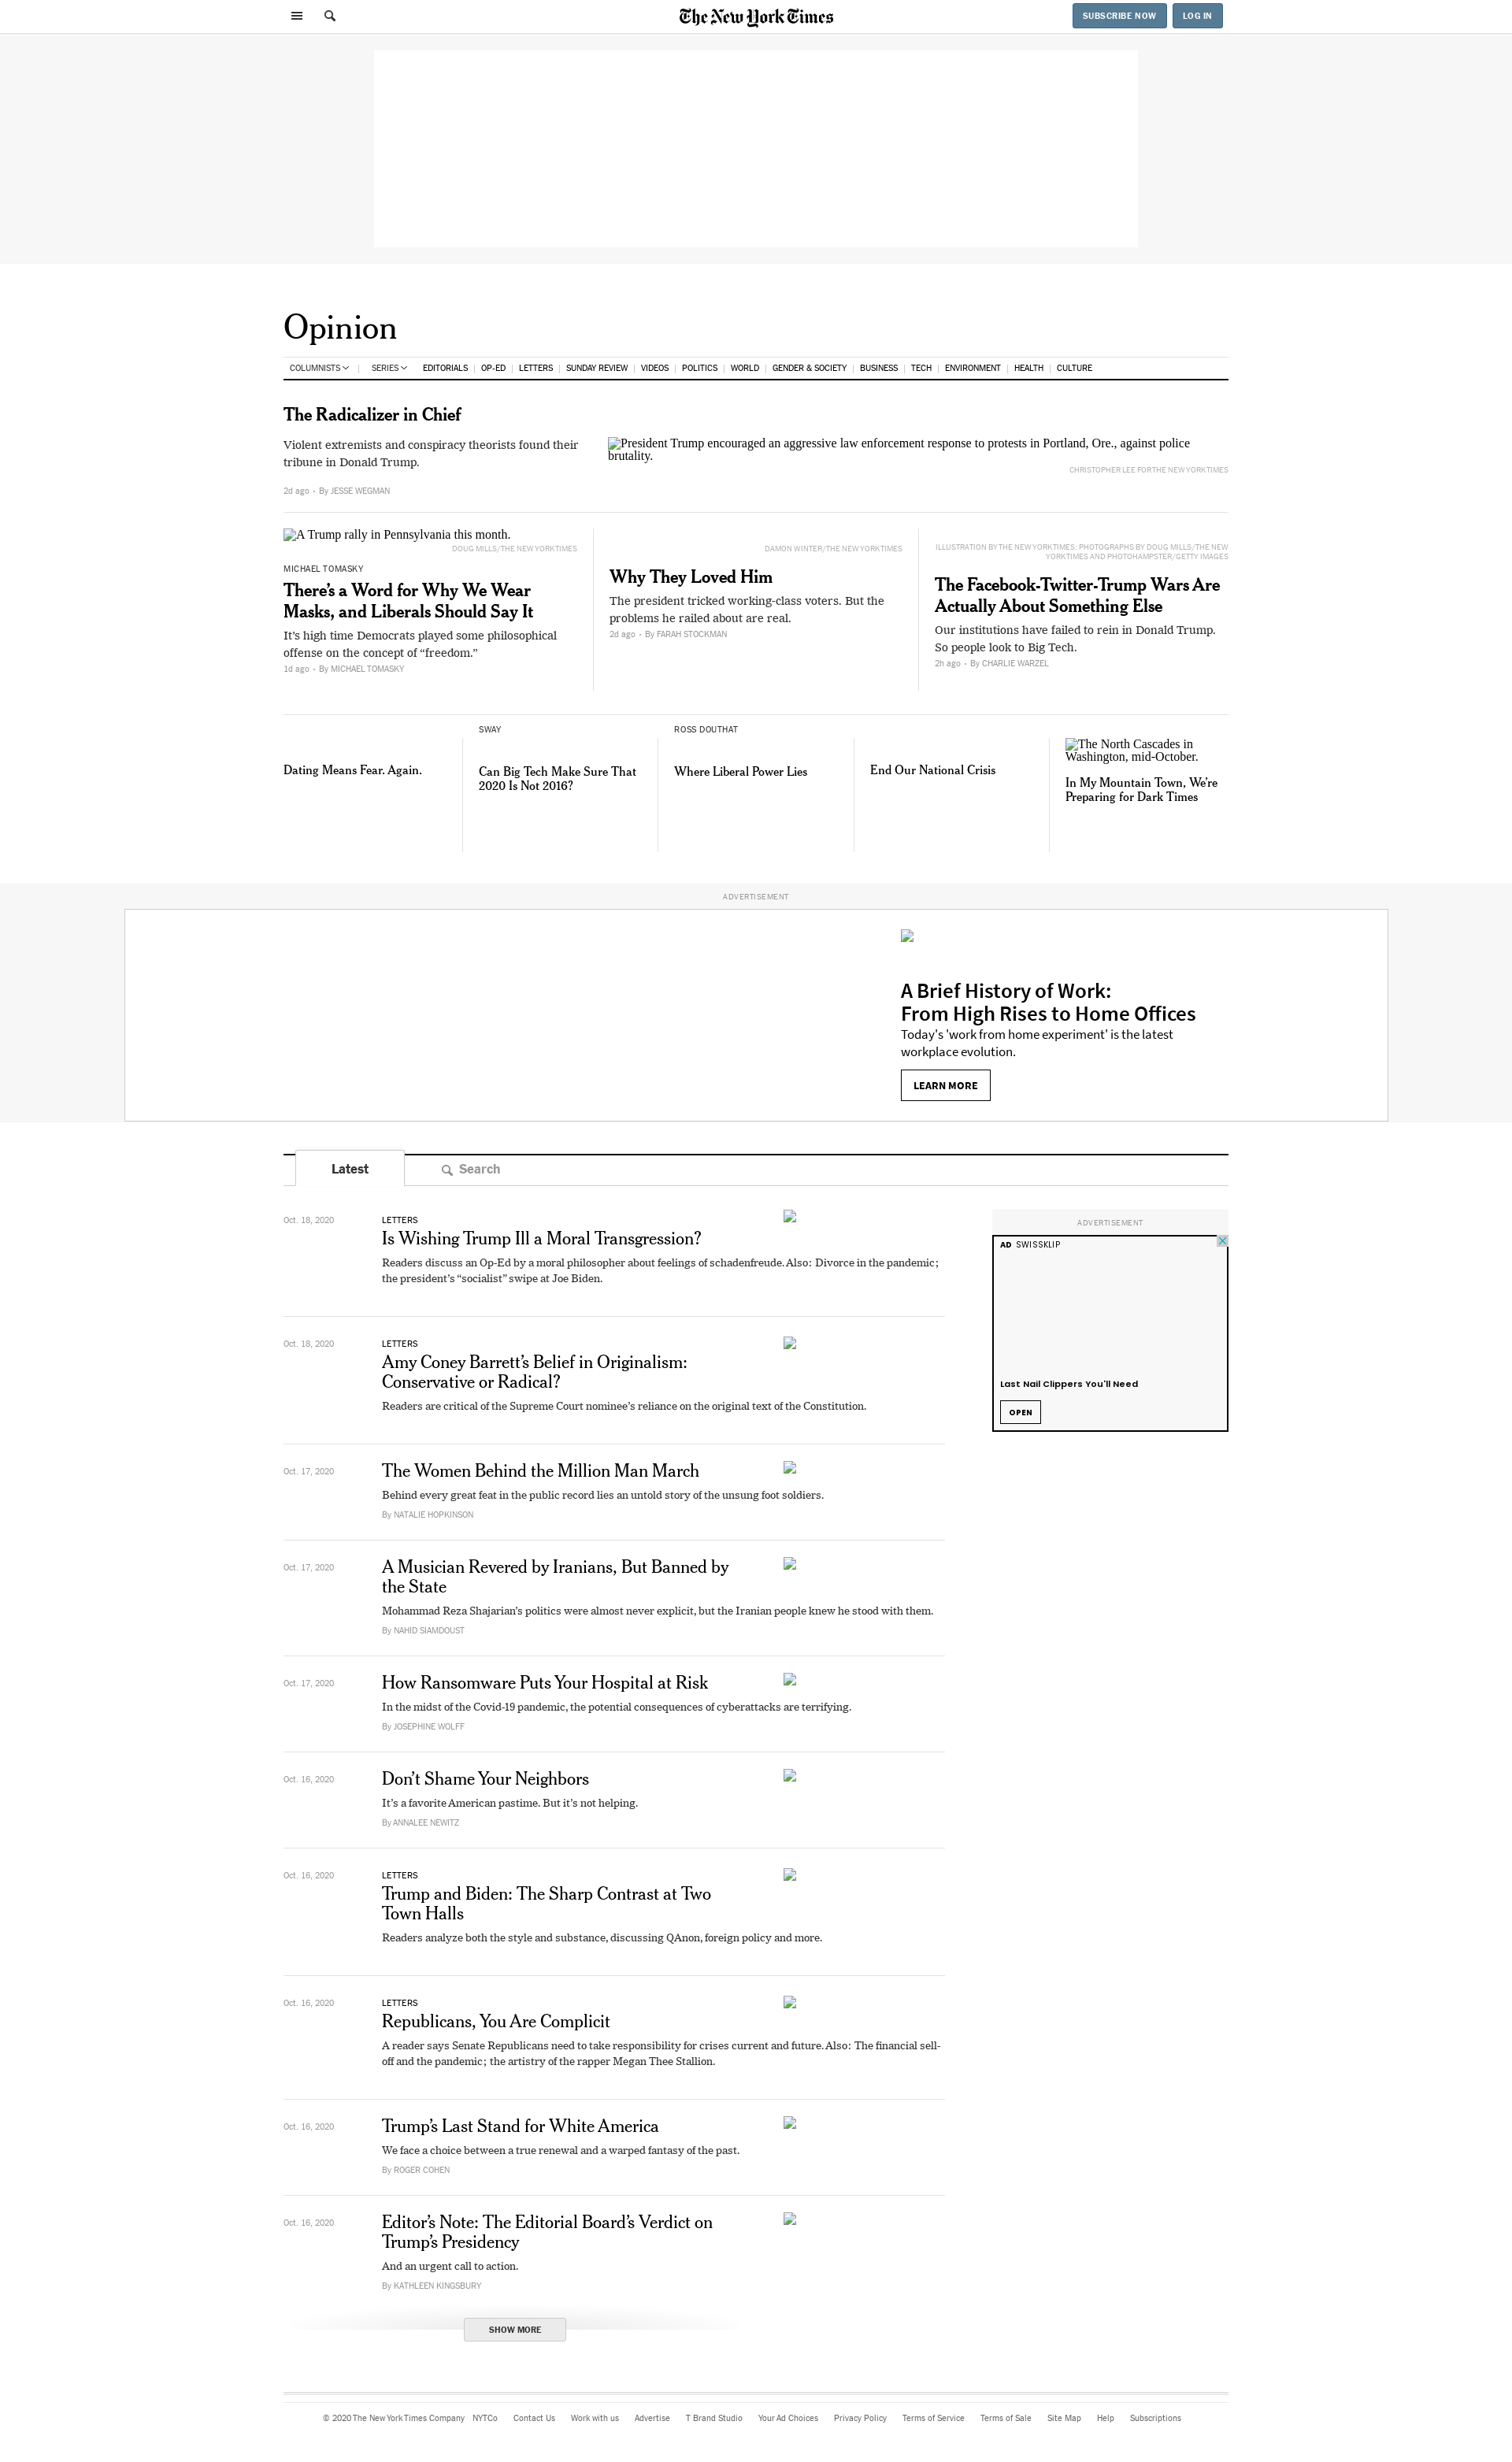 The New York Times
SUBSCRIBE NOW
LOG IN
Opinion
COLUMNISTS
SERIES
EDITORIALS
OP-ED
LETTERS
SUNDAY REVIEW
VIDEOS
POLITICS
WORLD
GENDER & SOCIETY
BUSINESS
TECH
ENVIRONMENT
HEALTH
CULTURE
The Radicalizer in Chief
Violent extremists and conspiracy theorists found their
tribune in Donald Trump.
2d ago • By JESSE WEGMAN
President Trump encouraged an aggressive law enforcement response to protests in Portland, Ore., against police
brutality.
CHRISTOPHER LEE FOR THE NEW YORK TIMES
A Trump rally in Pennsylvania this month.
DOUG MILLS/THE NEW YORK TIMES
MICHAEL TOMASKY
There’s a Word for Why We Wear
Masks, and Liberals Should Say It
It’s high time Democrats played some philosophical
offense on the concept of “freedom.”
1d ago • By MICHAEL TOMASKY
DAMON WINTER/THE NEW YORK TIMES
Why They Loved Him
The president tricked working-class voters. But the
problems he railed about are real.
2d ago • By FARAH STOCKMAN
ILLUSTRATION BY THE NEW YORK TIMES; PHOTOGRAPHS BY DOUG MILLS/THE NEW
YORK TIMES AND PHOTOHAMPSTER/GETTY IMAGES
The Facebook-Twitter-Trump Wars Are
Actually About Something Else
Our institutions have failed to rein in Donald Trump.
So people look to Big Tech.
2h ago • By CHARLIE WARZEL
Dating Means Fear. Again.
SWAY
Can Big Tech Make Sure That
2020 Is Not 2016?
ROSS DOUTHAT
Where Liberal Power Lies
End Our National Crisis
The North Cascades in
Washington, mid-October.
In My Mountain Town, We’re
Preparing for Dark Times
ADVERTISEMENT
A Brief History of Work:
From High Rises to Home Offices
Today's 'work from home experiment' is the latest
workplace evolution.
LEARN MORE
Latest
Search
Oct. 18, 2020
LETTERS
Is Wishing Trump Ill a Moral Transgression?
Readers discuss an Op-Ed by a moral philosopher about feelings of schadenfreude. Also: Divorce in the pandemic;
the president’s “socialist” swipe at Joe Biden.
ADVERTISEMENT
AD SWISSKLIP
Last Nail Clippers You'll Need
OPEN
Oct. 18, 2020
LETTERS
Amy Coney Barrett’s Belief in Originalism:
Conservative or Radical?
Readers are critical of the Supreme Court nominee’s reliance on the original text of the Constitution.
Oct. 17, 2020
The Women Behind the Million Man March
Behind every great feat in the public record lies an untold story of the unsung foot soldiers.
By NATALIE HOPKINSON
Oct. 17, 2020
A Musician Revered by Iranians, But Banned by
the State
Mohammad Reza Shajarian’s politics were almost never explicit, but the Iranian people knew he stood with them.
By NAHID SIAMDOUST
Oct. 17, 2020
How Ransomware Puts Your Hospital at Risk
In the midst of the Covid-19 pandemic, the potential consequences of cyberattacks are terrifying.
By JOSEPHINE WOLFF
Oct. 16, 2020
Don’t Shame Your Neighbors
It’s a favorite American pastime. But it’s not helping.
By ANNALEE NEWITZ
Oct. 16, 2020
LETTERS
Trump and Biden: The Sharp Contrast at Two
Town Halls
Readers analyze both the style and substance, discussing QAnon, foreign policy and more.
Oct. 16, 2020
LETTERS
Republicans, You Are Complicit
A reader says Senate Republicans need to take responsibility for crises current and future. Also: The financial sell-
off and the pandemic; the artistry of the rapper Megan Thee Stallion.
Oct. 16, 2020
Trump’s Last Stand for White America
We face a choice between a true renewal and a warped fantasy of the past.
By ROGER COHEN
Oct. 16, 2020
Editor’s Note: The Editorial Board’s Verdict on
Trump’s Presidency
And an urgent call to action.
By KATHLEEN KINGSBURY
SHOW MORE
© 2020 The New York Times Company NYTCo Contact Us Work with us Advertise T Brand Studio Your Ad Choices Privacy Policy Terms of Service Terms of Sale Site Map Help Subscriptions